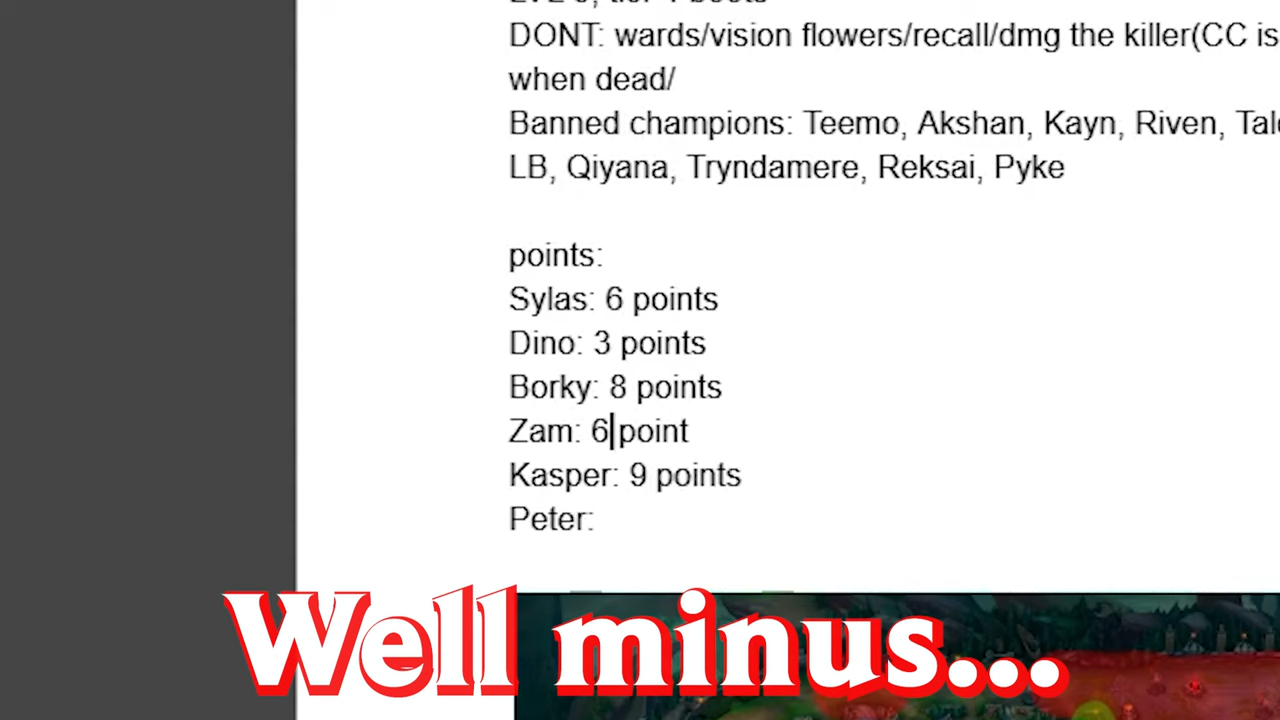 DONT: wards/vision flowers/recall/dmg the killer(CC is
when dead/
Banned champions: Teemo, Akshan, Kayn, Riven,
LB, Qiyana, Tryndamere, Reksai, Pyke
points:
Sylas: 6 points
Dino: 3 points
Borky: 8 points
Zam: 6 point
Kasper: 9 points
Peter:
Well minus...